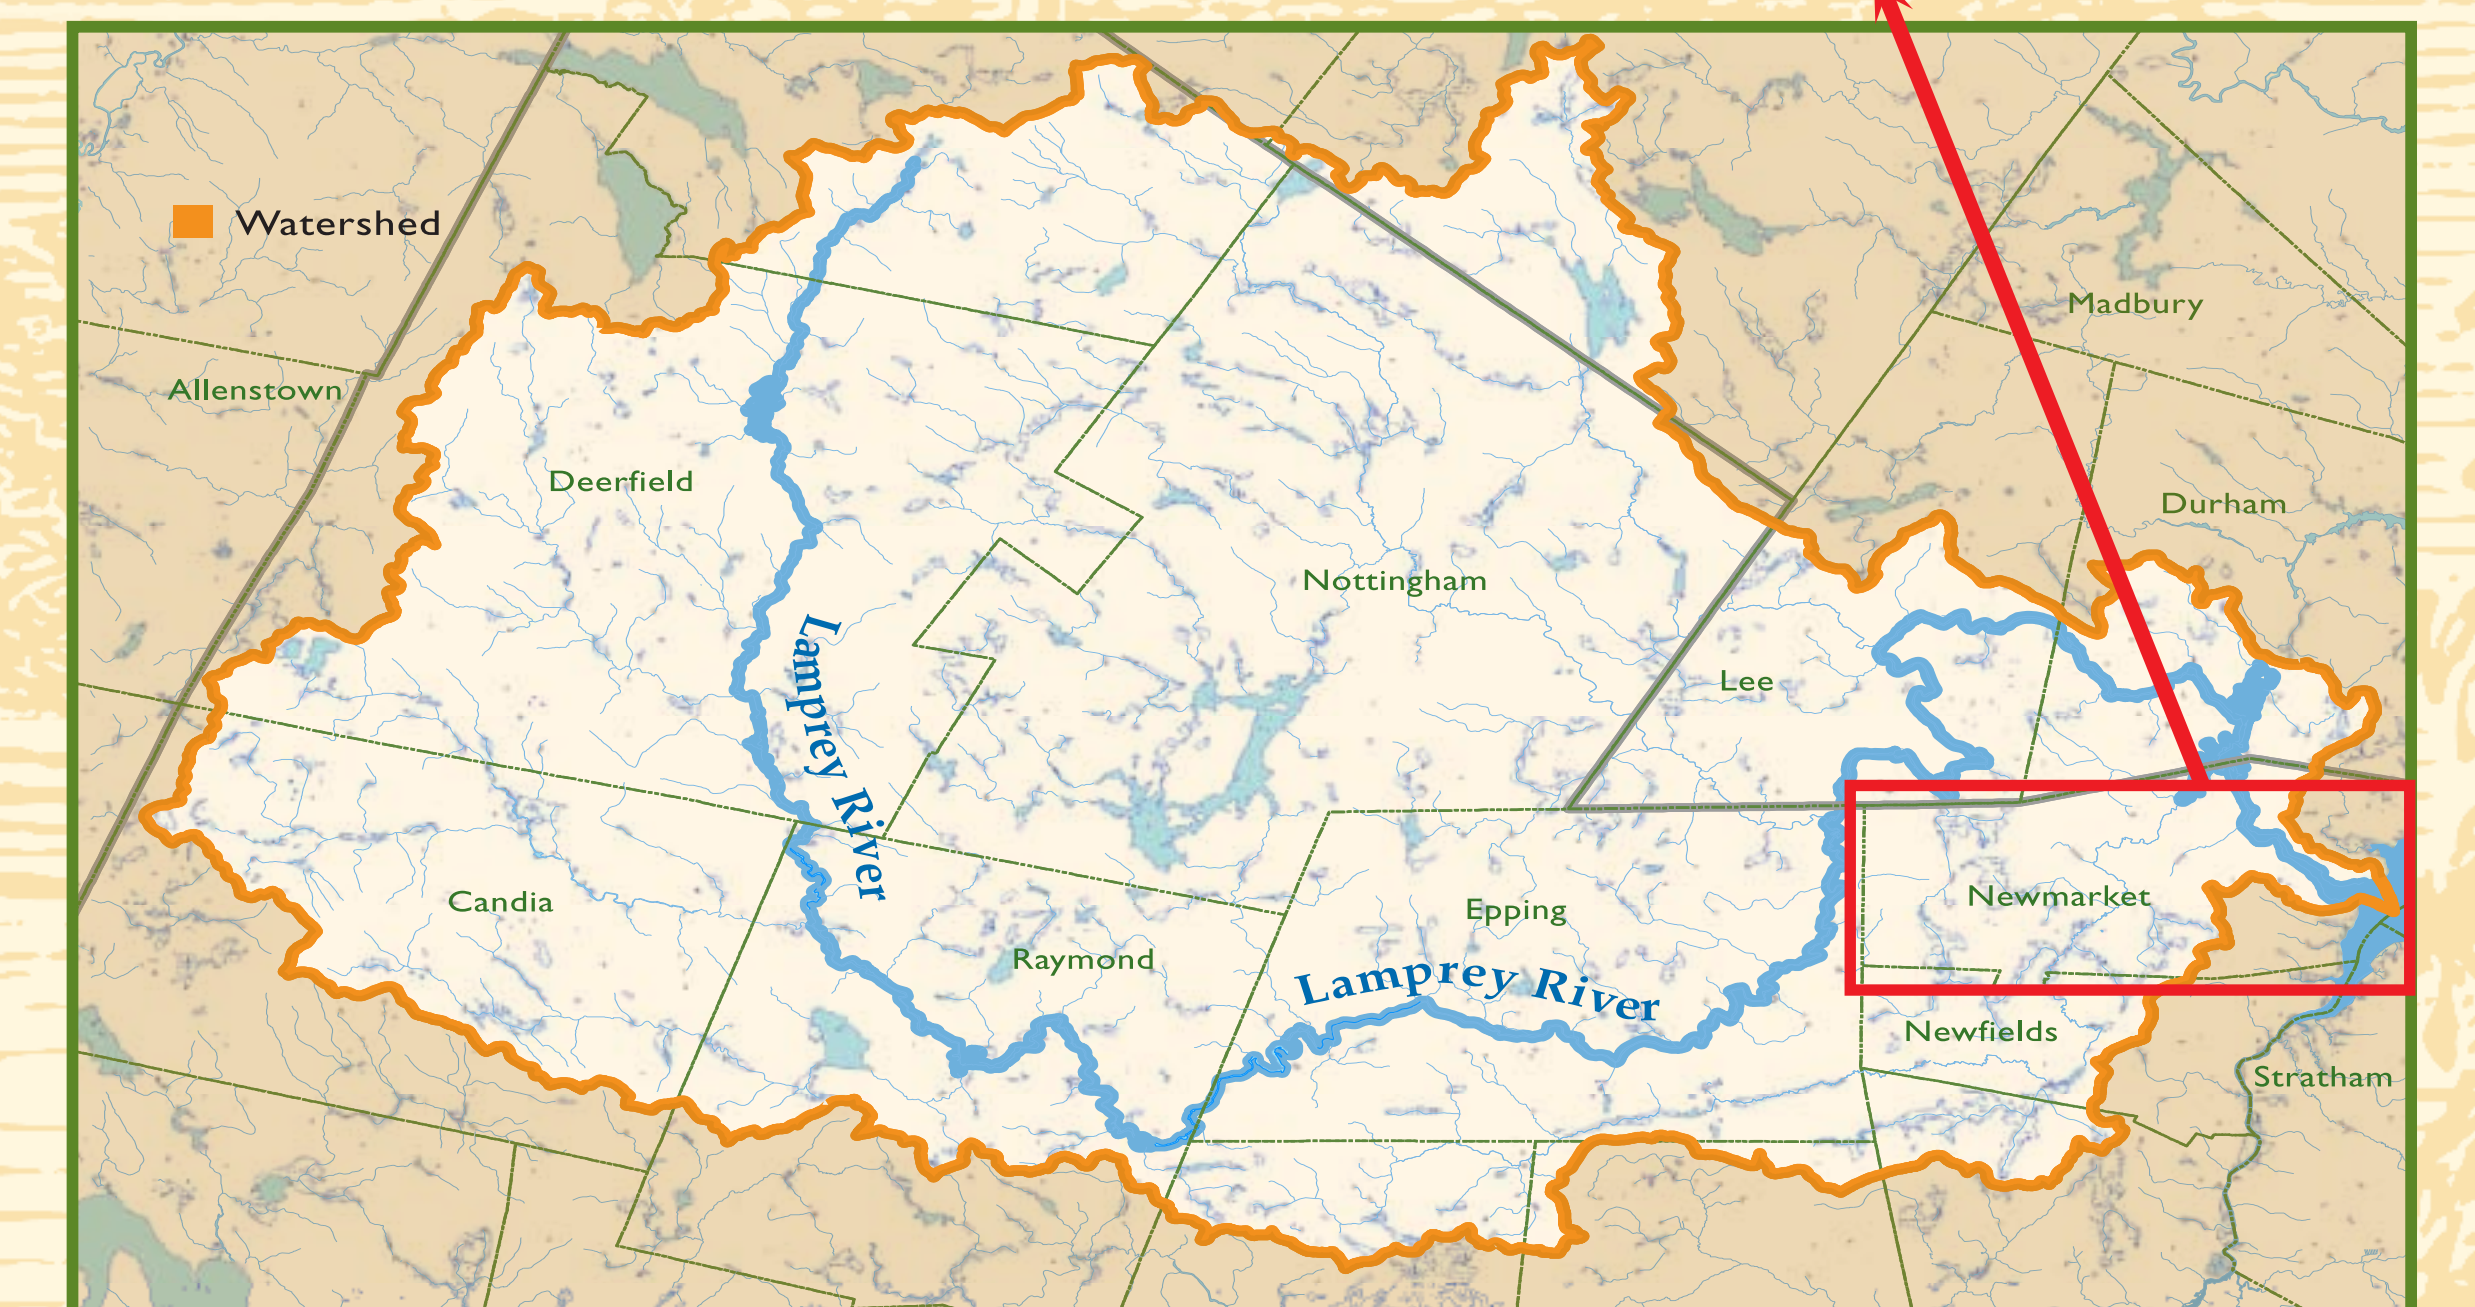 Watershed
Madbury
Allenstown
Deerfield
Durham
Nottingham
Lamprey River
Lee
Candia
Newmarket
Epping
Raymond
Lamprey River
Newfields
Stratham